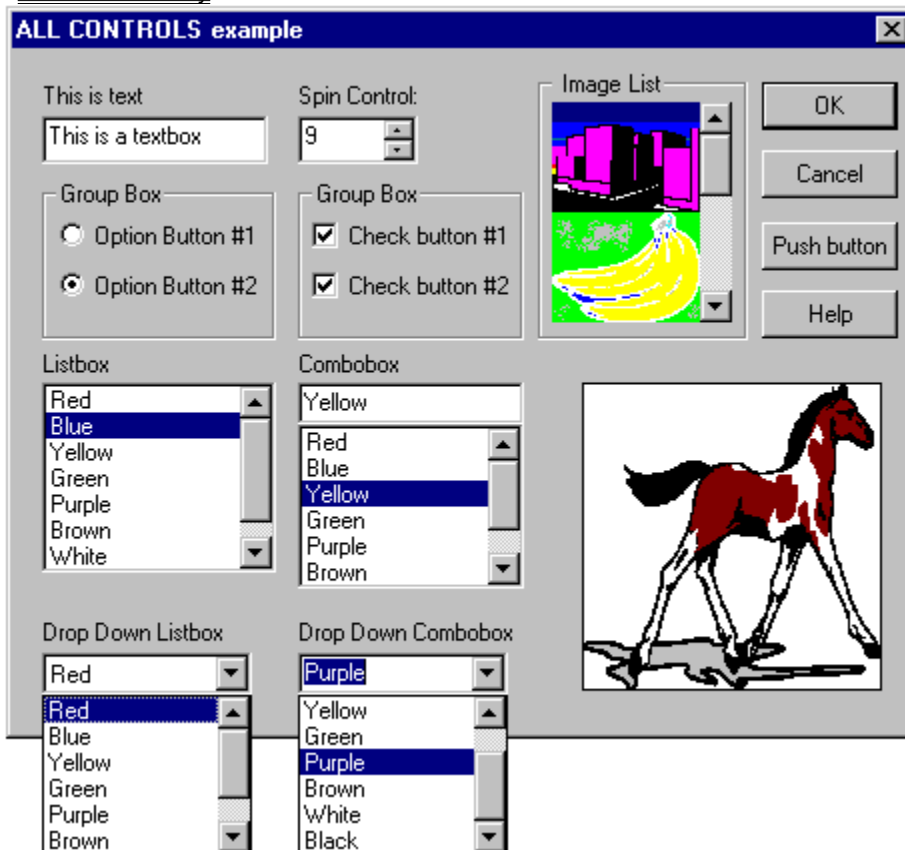 ALL CONTROLS example
This is text
This is a textbox
Spin Control:
9
Image List
OK
Cancel
Push button
Help
Group Box
Option Button #1
Option Button #2
Group Box
Check button #1
Check button #2
Listbox
Red
Blue
Yellow
Green
Purple
Brown
White
Combobox
Yellow
Red
Blue
Yellow
Green
Purple
Brown
Drop Down Listbox
Red
Red
Blue
Yellow
Green
Purple
Brown
Drop Down Combobox
Purple
Yellow
Green
Purple
Brown
White
Black